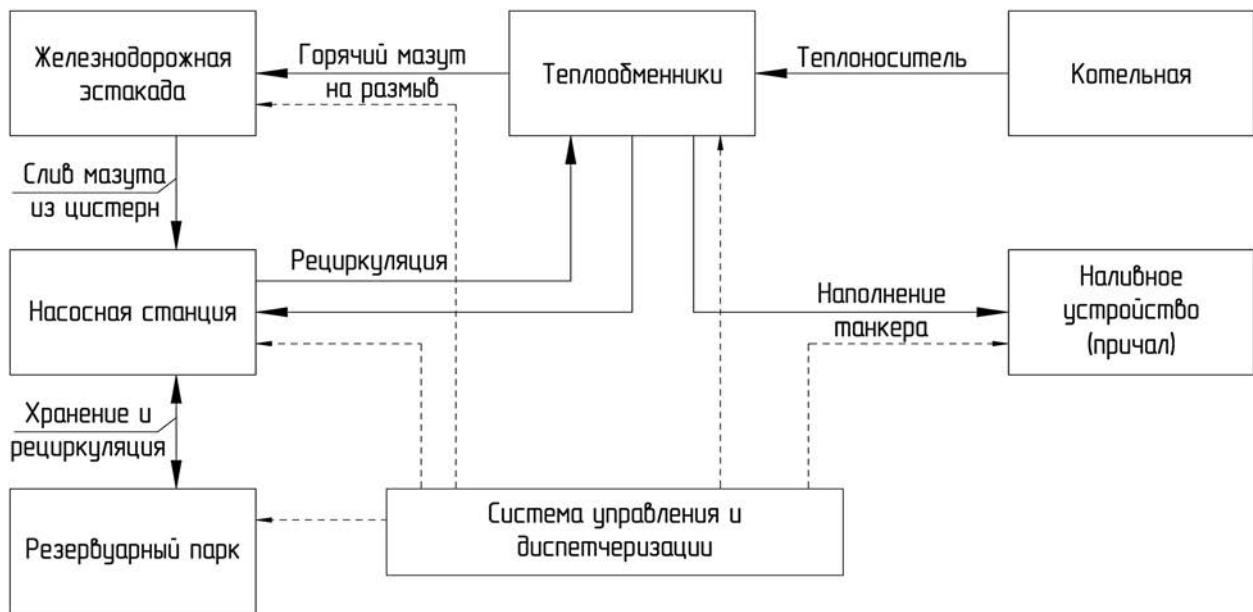 Железнодорожная
эстакада
Горячий мазут
на размыв
Теплообменники
Теплоноситель
Котельная
Слив мазута
из цистерн
Насосная станция
Рециркуляция
Наполнение
танкера
Наливное
устройство
(причал)
Хранение и
рециркуляция
Резервуарный парк
Система управления и
диспетчеризации